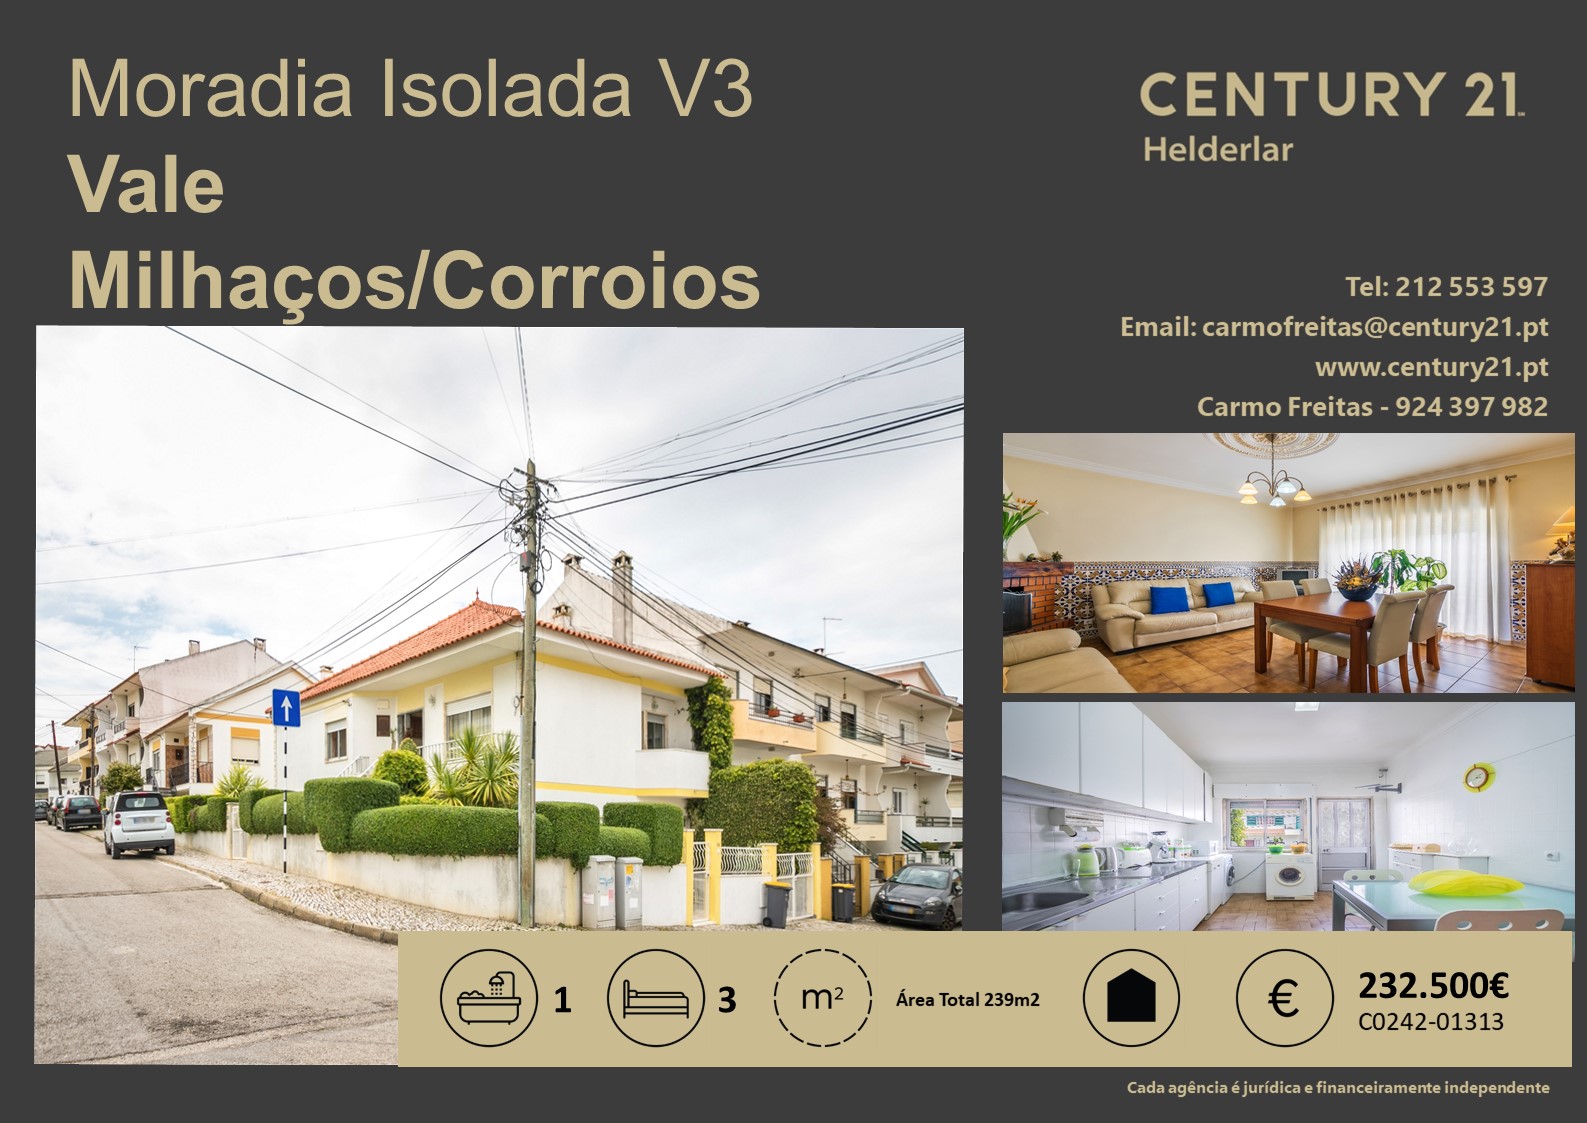 Moradia Isolada V3
Vale
Milhaços/Corroios
CENTURY 21
Helderlar
Tel: 212 553 597
Email: carmofreitas@century21.pt
www.century21.pt
Carmo Freitas - 924 397 982
1
3
m²
Área Total 239m2
€
232.500€
C0242-01313
Cada agência é jurídica e financeiramente independente